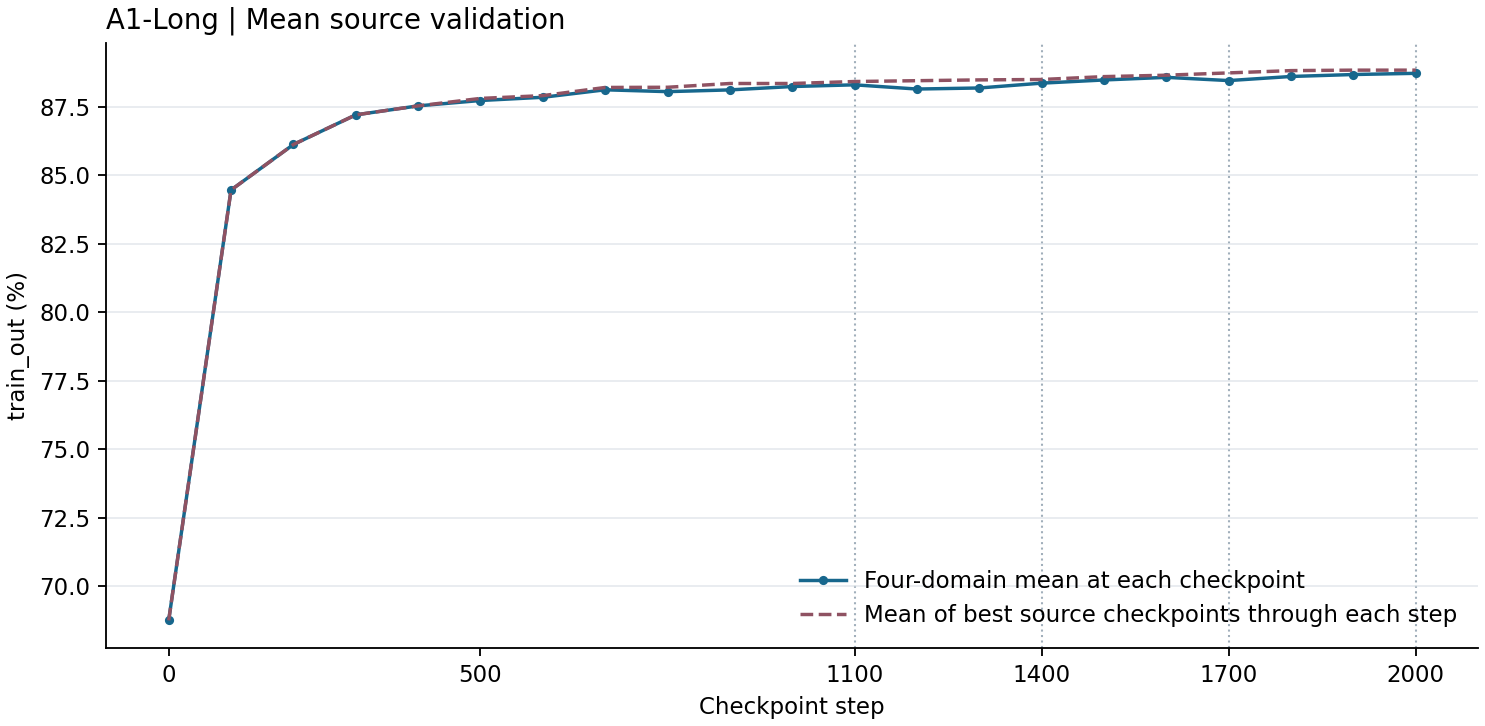 A1-Long | Mean source validation
train_out (%)
87.5
85.0
82.5
80.0
77.5
75.0
72.5
70.0
Four-domain mean at each checkpoint
Mean of best source checkpoints through each step
0 500 1100 1400 1700 2000
Checkpoint step